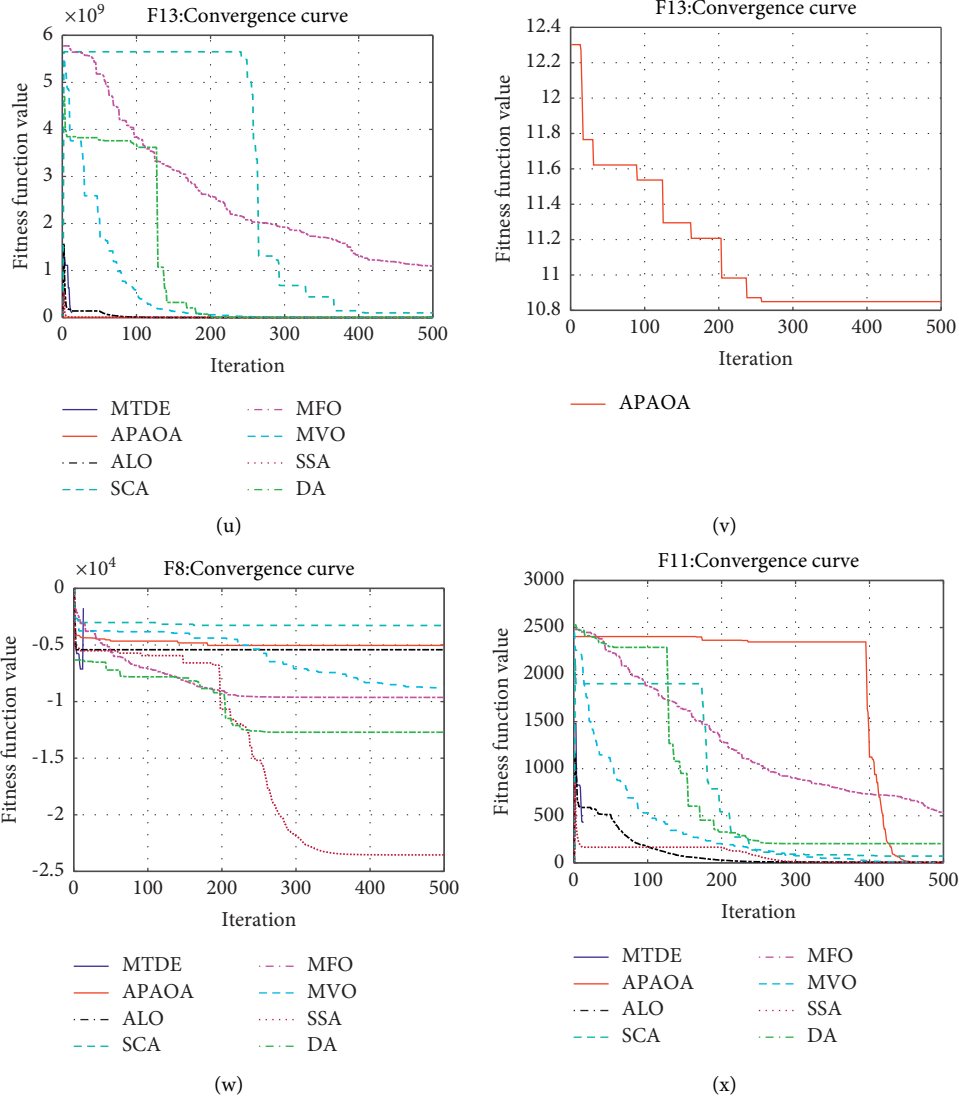 F13:Convergence curve
×10⁹
6
5
4
3
2
1
0
Fitness function value
0 100 200 300 400 500
Iteration
MTDE
APAOA
ALO
SCA
MFO
MVO
SSA
DA
(u)
F13:Convergence curve
12.4
12.2
12
11.8
11.6
11.4
11.2
11
10.8
Fitness function value
0 100 200 300 400 500
Iteration
APAOA
(v)
F8:Convergence curve
×10⁴
0
–0.5
–1
–1.5
–2
–2.5
Fitness function value
0 100 200 300 400 500
Iteration
MTDE
APAOA
ALO
SCA
MFO
MVO
SSA
DA
(w)
F11:Convergence curve
3000
2500
2000
1500
1000
500
0
Fitness function value
0 100 200 300 400 500
Iteration
MTDE
APAOA
ALO
SCA
MFO
MVO
SSA
DA
(x)